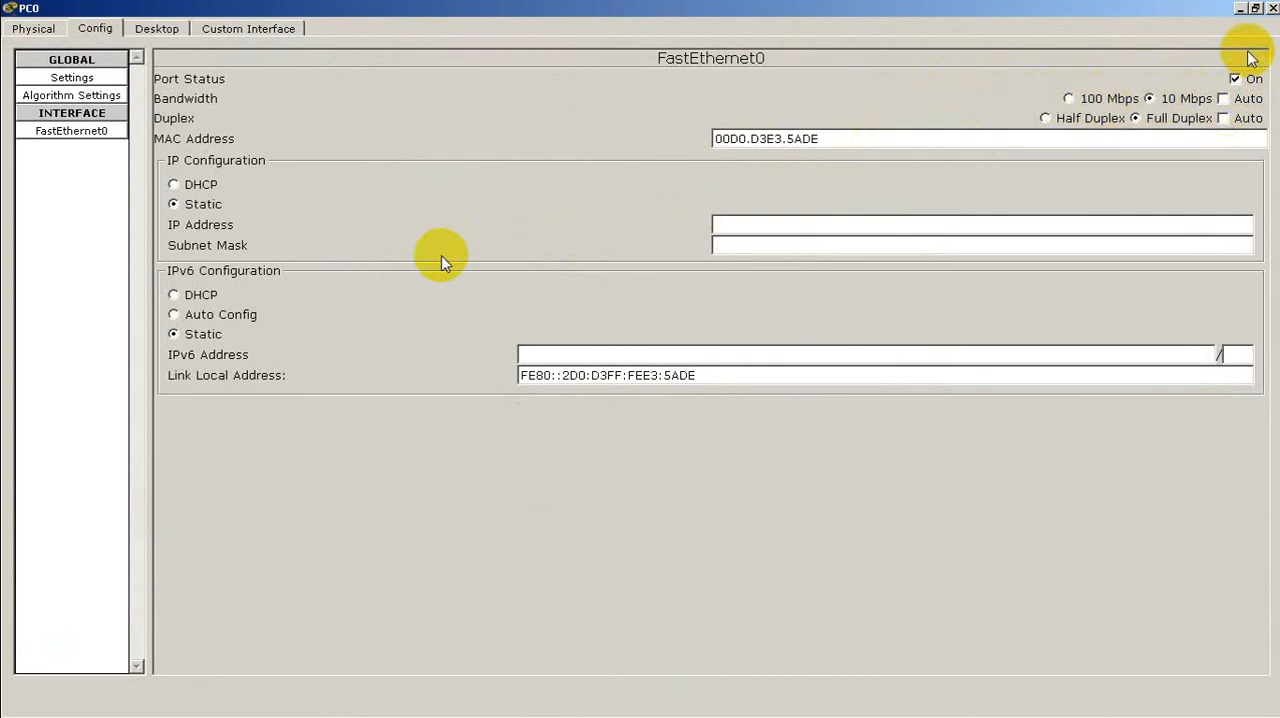 PC0
Physical Config Desktop Custom Interface
GLOBAL
Settings
Algorithm Settings
INTERFACE
FastEthernet0
FastEthernet0
Port Status On
Bandwidth 100 Mbps 10 Mbps Auto
Duplex Half Duplex Full Duplex Auto
MAC Address 00D0.D3E3.5ADE
IP Configuration
DHCP
Static
IP Address
Subnet Mask
IPv6 Configuration
DHCP
Auto Config
Static
IPv6 Address /
Link Local Address: FE80::2D0:D3FF:FEE3:5ADE